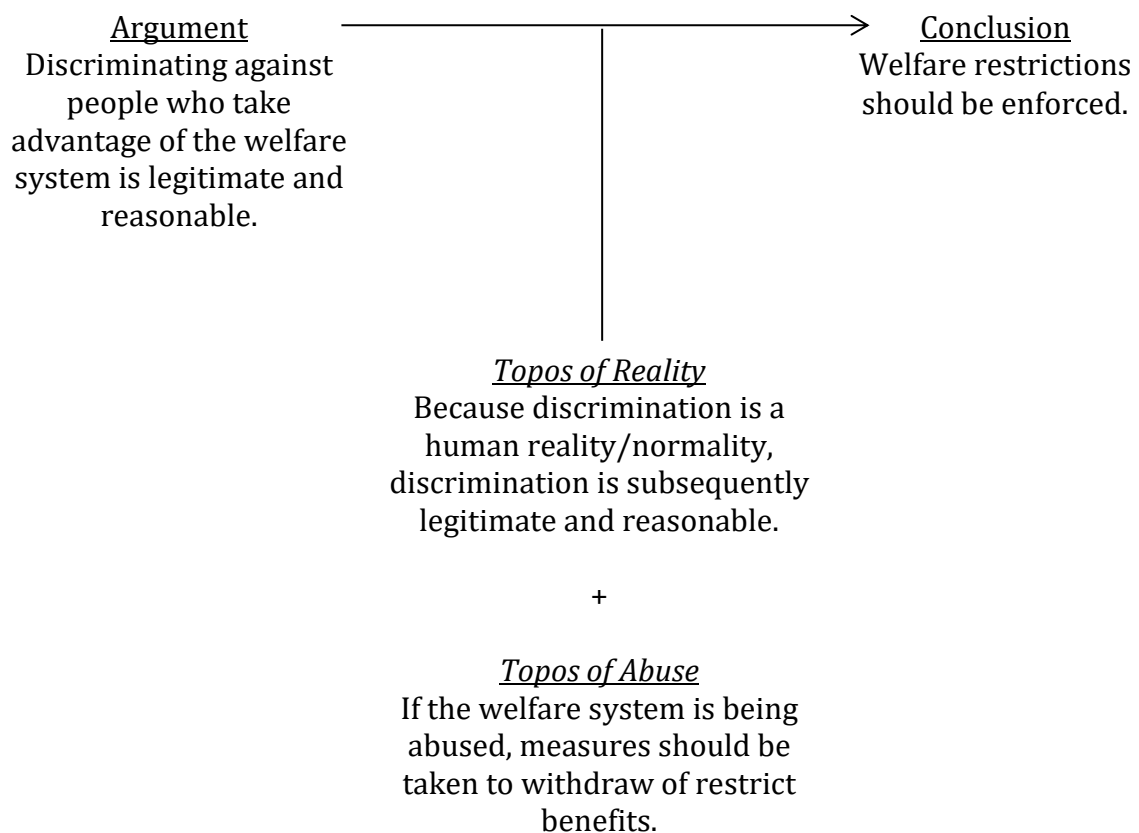 Argument
Discriminating against
people who take
advantage of the welfare
system is legitimate and
reasonable.
Conclusion
Welfare restrictions
should be enforced.
Topos of Reality
Because discrimination is a
human reality/normality,
discrimination is subsequently
legitimate and reasonable.
+
Topos of Abuse
If the welfare system is being
abused, measures should be
taken to withdraw of restrict
benefits.